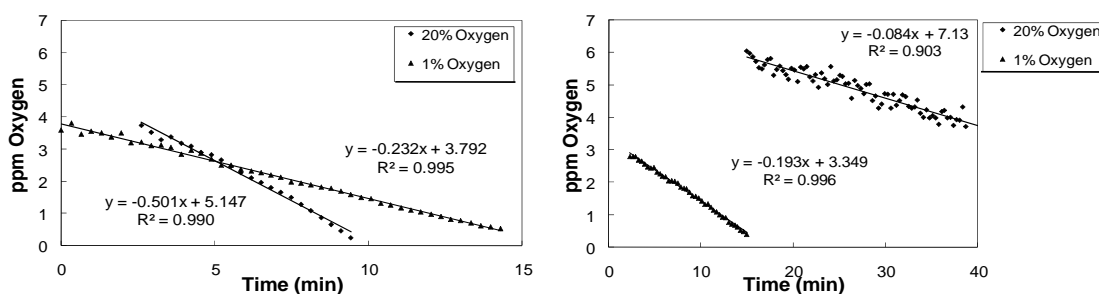 7
6
5
4
3
2
1
0
ppm Oxygen
20% Oxygen
1% Oxygen
y = -0.232x + 3.792
R² = 0.995
y = -0.501x + 5.147
R² = 0.990
0 5 10 15
Time (min)
7
6
5
4
3
2
1
0
ppm Oxygen
y = -0.084x + 7.13
R² = 0.903
20% Oxygen
1% Oxygen
y = -0.193x + 3.349
R² = 0.996
0 10 20 30 40
Time (min)